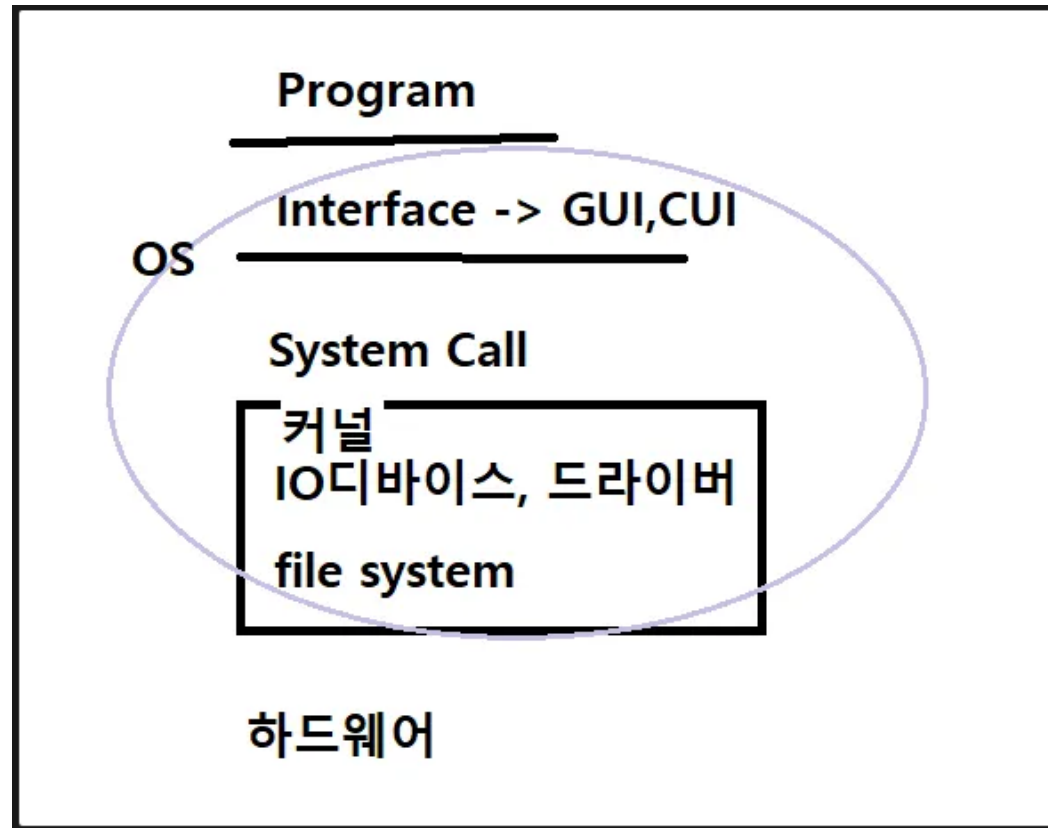 Program
Interface -> GUI,CUI
OS
System Call
커널
IO디바이스, 드라이버
file system
하드웨어